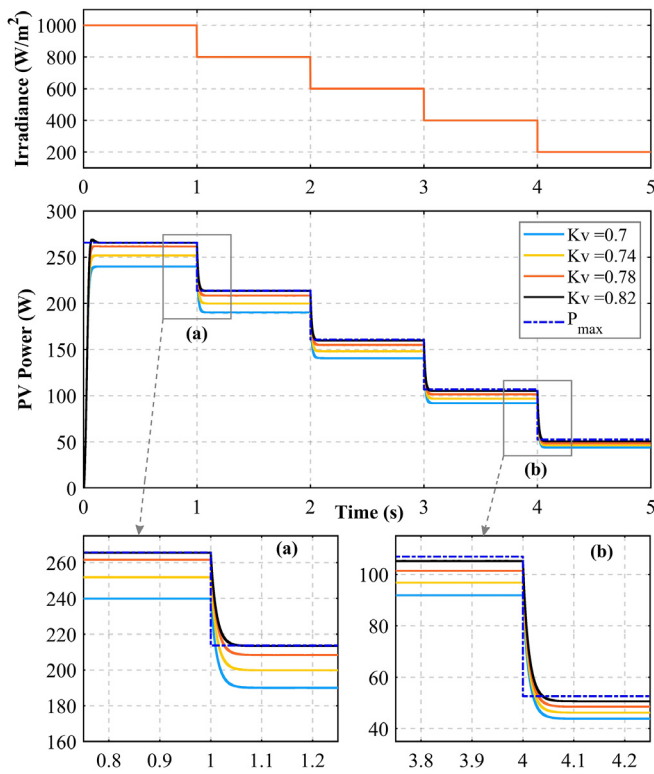 Irradiance (W/m²)
1000
800
600
400
200
0 1 2 3 4 5
PV Power (W)
300
250
200
150
100
50
0
Kv =0.7
Kv =0.74
Kv =0.78
Kv =0.82
P_max
(a)
(b)
0 1 2 3 4 5
Time (s)
(a)
260
240
220
200
180
160
0.8 0.9 1 1.1 1.2
(b)
100
80
60
40
3.8 3.9 4 4.1 4.2